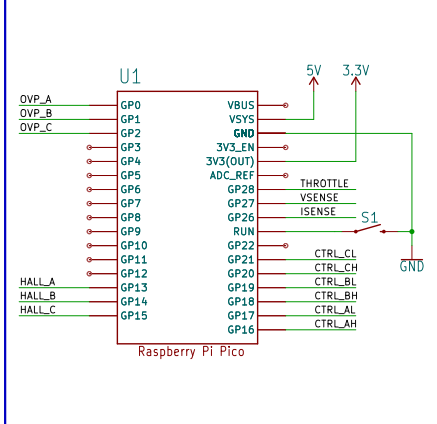 U1
5V
3.3V
OVP_A
GP0
VBUS
OVP_B
GP1
VSYS
OVP_C
GP2
GND
GP3
3V3_EN
GP4
3V3(OUT)
GP5
ADC_REF
GP6
GP28
THROTTLE
GP7
GP27
VSENSE
GP8
GP26
ISENSE
GP9
RUN
S1
GP10
GP22
GP11
GP21
CTRL_CL
GP12
GP20
CTRL_CH
GND
HALL_A
GP13
GP19
CTRL_BL
HALL_B
GP14
GP18
CTRL_BH
HALL_C
GP15
GP17
CTRL_AL
GP16
CTRL_AH
Raspberry Pi Pico